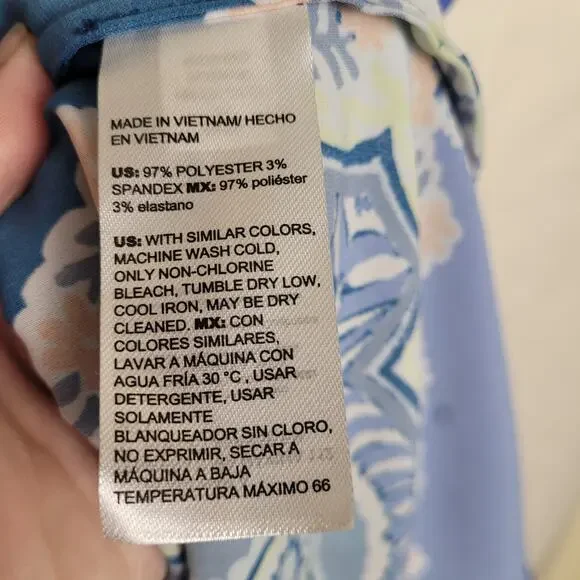 MADE IN VIETNAM/ HECHO
EN VIETNAM
US: 97% POLYESTER 3%
SPANDEX MX: 97% poliéster
3% elastano
US: WITH SIMILAR COLORS,
MACHINE WASH COLD,
ONLY NON-CHLORINE
BLEACH, TUMBLE DRY LOW,
COOL IRON, MAY BE DRY
CLEANED. MX: CON
COLORES SIMILARES,
LAVAR A MÁQUINA CON
AGUA FRÍA 30 °C , USAR
DETERGENTE, USAR
SOLAMENTE
BLANQUEADOR SIN CLORO,
NO EXPRIMIR, SECAR A
MÁQUINA A BAJA
TEMPERATURA MÁXIMO 66